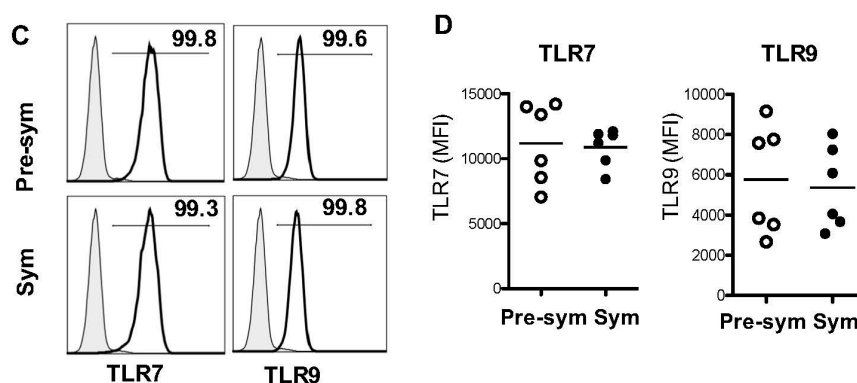 C
Pre-sym
99.8
99.6
Sym
99.3
99.8
TLR7
TLR9
D
TLR7
TLR7 (MFI)
15000
10000
5000
0
Pre-sym Sym
TLR9
TLR9 (MFI)
10000
8000
6000
4000
2000
0
Pre-sym Sym